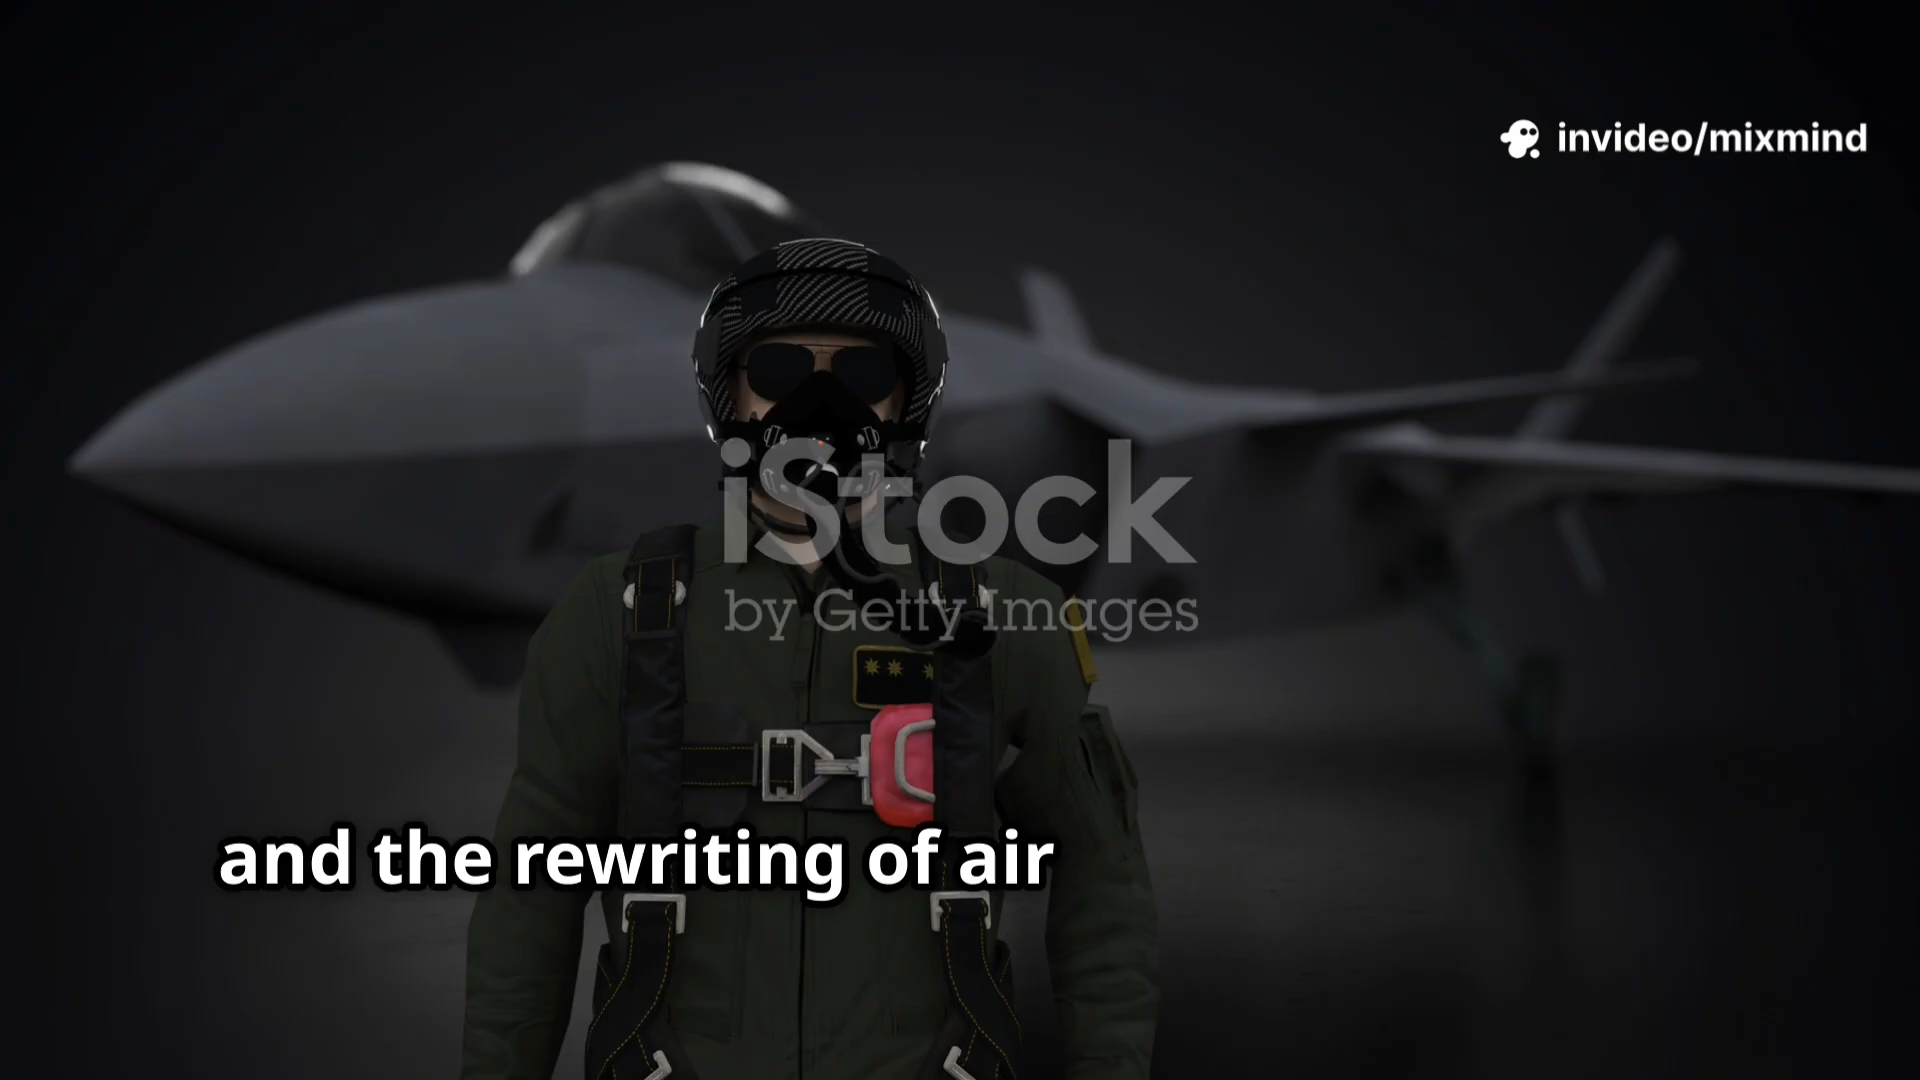 invideo/mixmind
iStock
by Getty Images
and the rewriting of air